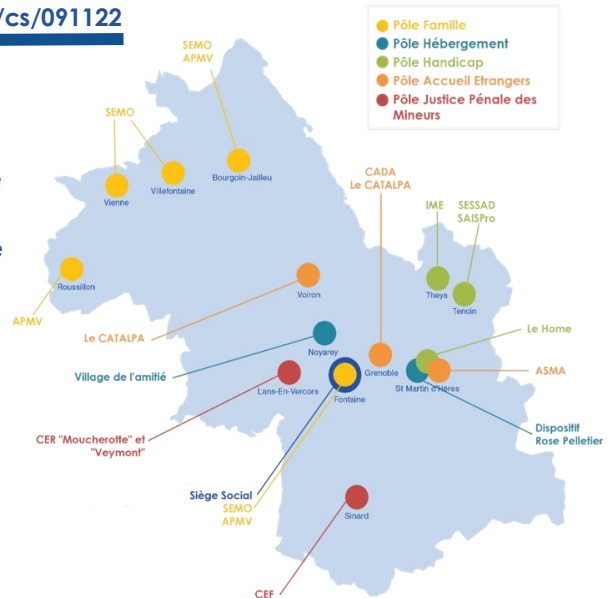 /cs/091122
Pôle Famille
Pôle Hébergement
Pôle Handicap
Pôle Accueil Etrangers
Pôle Justice Pénale des
Mineurs
SEMO
APMV
SEMO
Bourgoin-Jailleu
Villefontaine
Vienne
CADA
Le CATALPA
IME
SESSAD
SAISPro
e
e
Roussillon
Voiron
Theys
Tencin
APMV
Le CATALPA
Noyarey
Le Home
Village de l'amitié
Lans-En-Vercors
Fontaine
Grenoble
St Martin d'Hères
ASMA
CER "Moucherotte" et
"Veymont"
Dispositif
Rose Pelletier
Siège Social
SEMO
APMV
Sinard
CEF